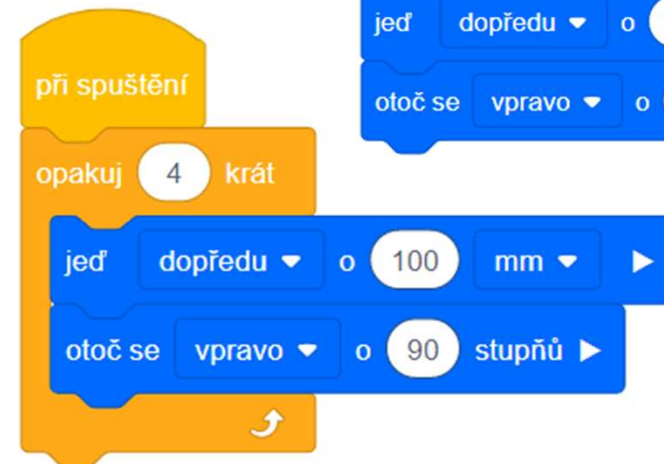 jeď dopředu o
při spuštění
otoč se vpravo o
opakuj 4 krát
jeď dopředu o 100 mm
otoč se vpravo o 90 stupňů